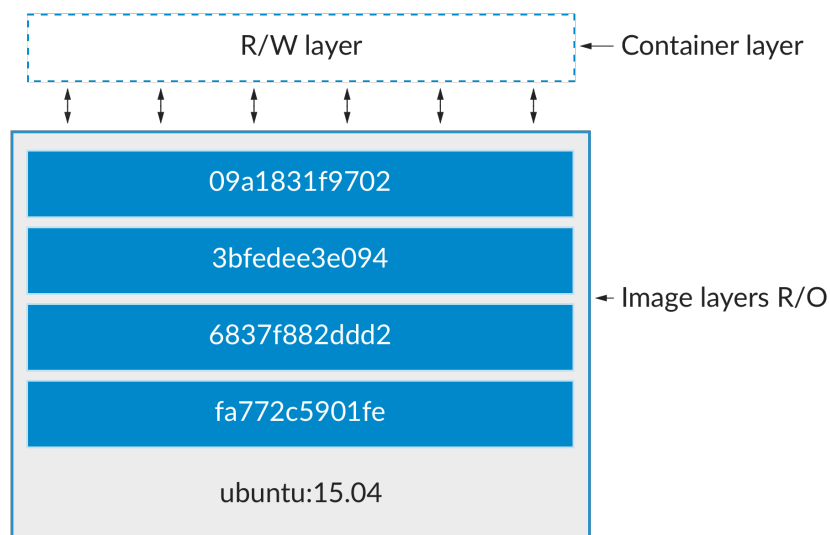 R/W layer
Container layer
09a1831f9702
3bfedee3e094
Image layers R/O
6837f882ddd2
fa772c5901fe
ubuntu:15.04